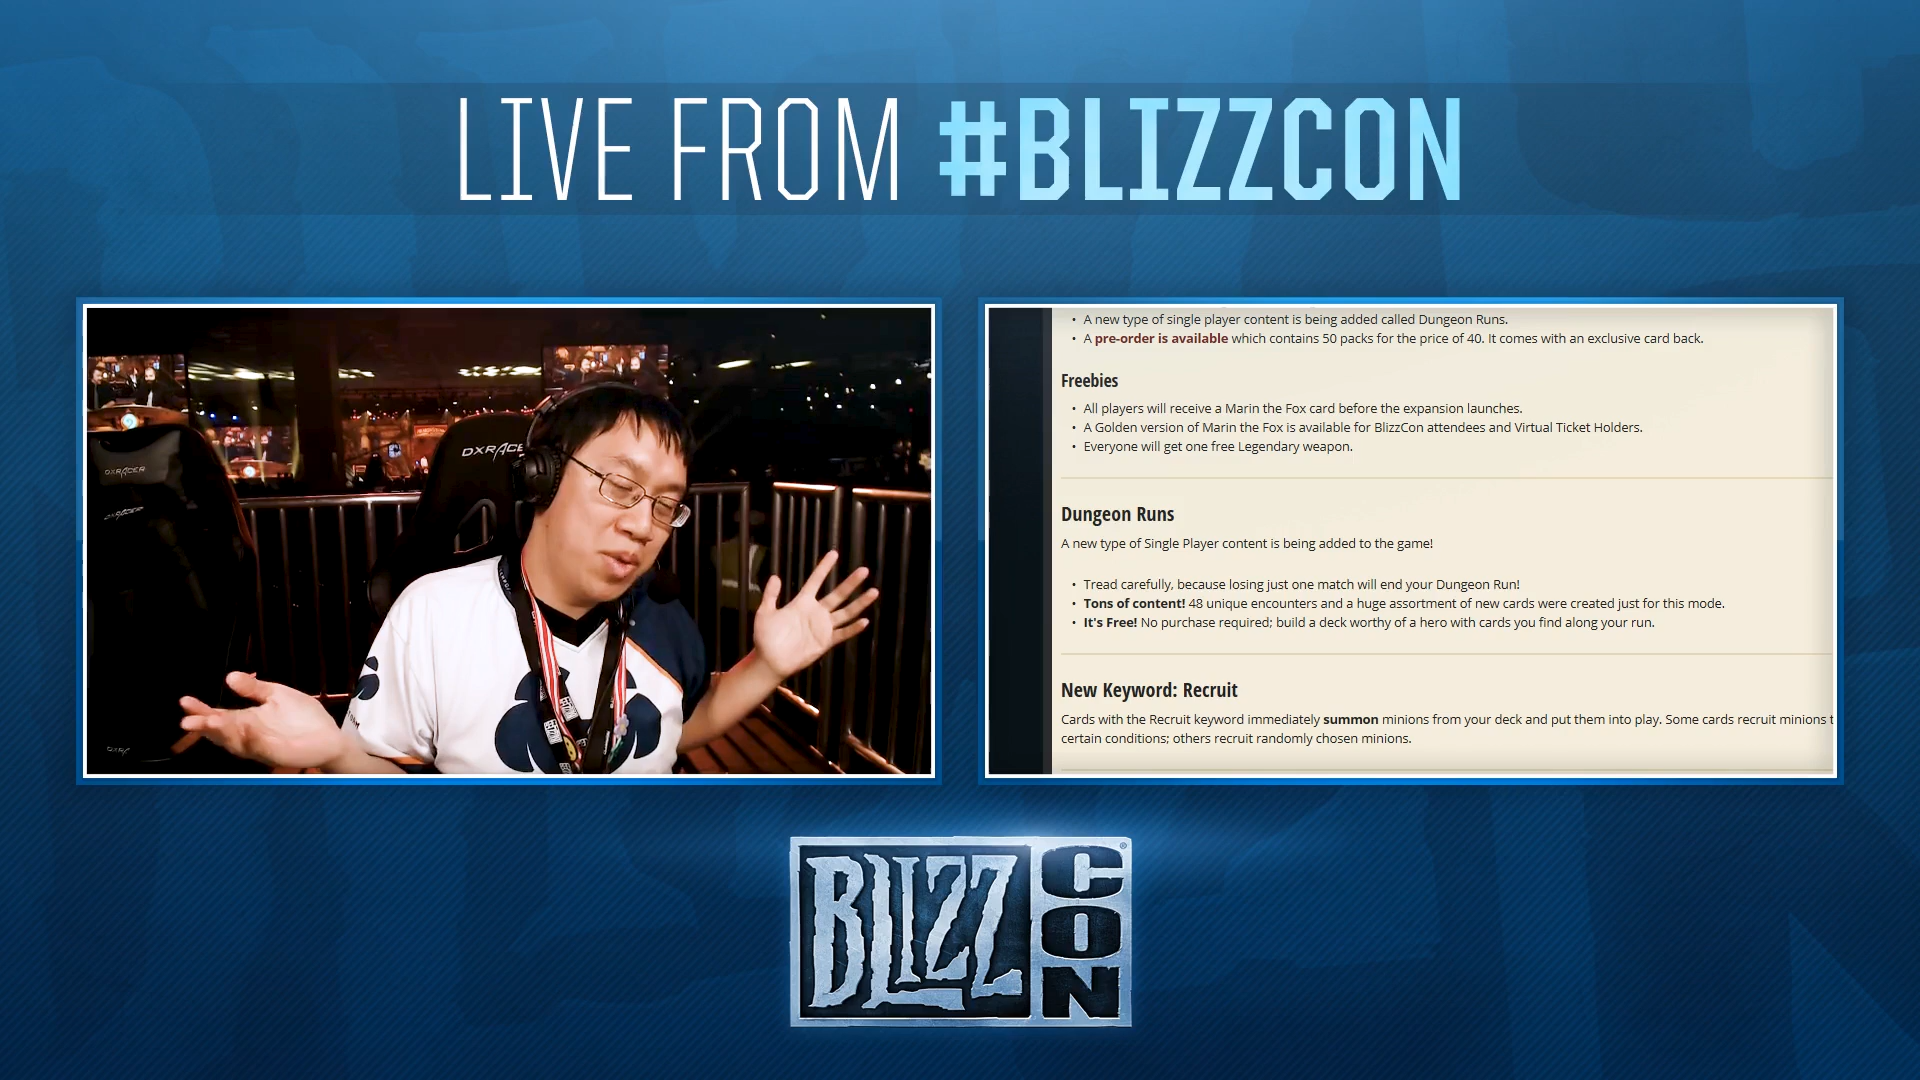 LIVE FROM #BLIZZCON
DXRACER
DXRACE
DXRACER
• A new type of single player content is being added called Dungeon Runs.
• A pre-order is available which contains 50 packs for the price of 40. It comes with an exclusive card back.
Freebies
• All players will receive a Marin the Fox card before the expansion launches.
• A Golden version of Marin the Fox is available for BlizzCon attendees and Virtual Ticket Holders.
• Everyone will get one free Legendary weapon.
Dungeon Runs
A new type of Single Player content is being added to the game!
• Tread carefully, because losing just one match will end your Dungeon Run!
• Tons of content! 48 unique encounters and a huge assortment of new cards were created just for this mode.
• It's Free! No purchase required; build a deck worthy of a hero with cards you find along your run.
New Keyword: Recruit
Cards with the Recruit keyword immediately summon minions from your deck and put them into play. Some cards recruit minions t
certain conditions; others recruit randomly chosen minions.
BLIZZ
CON